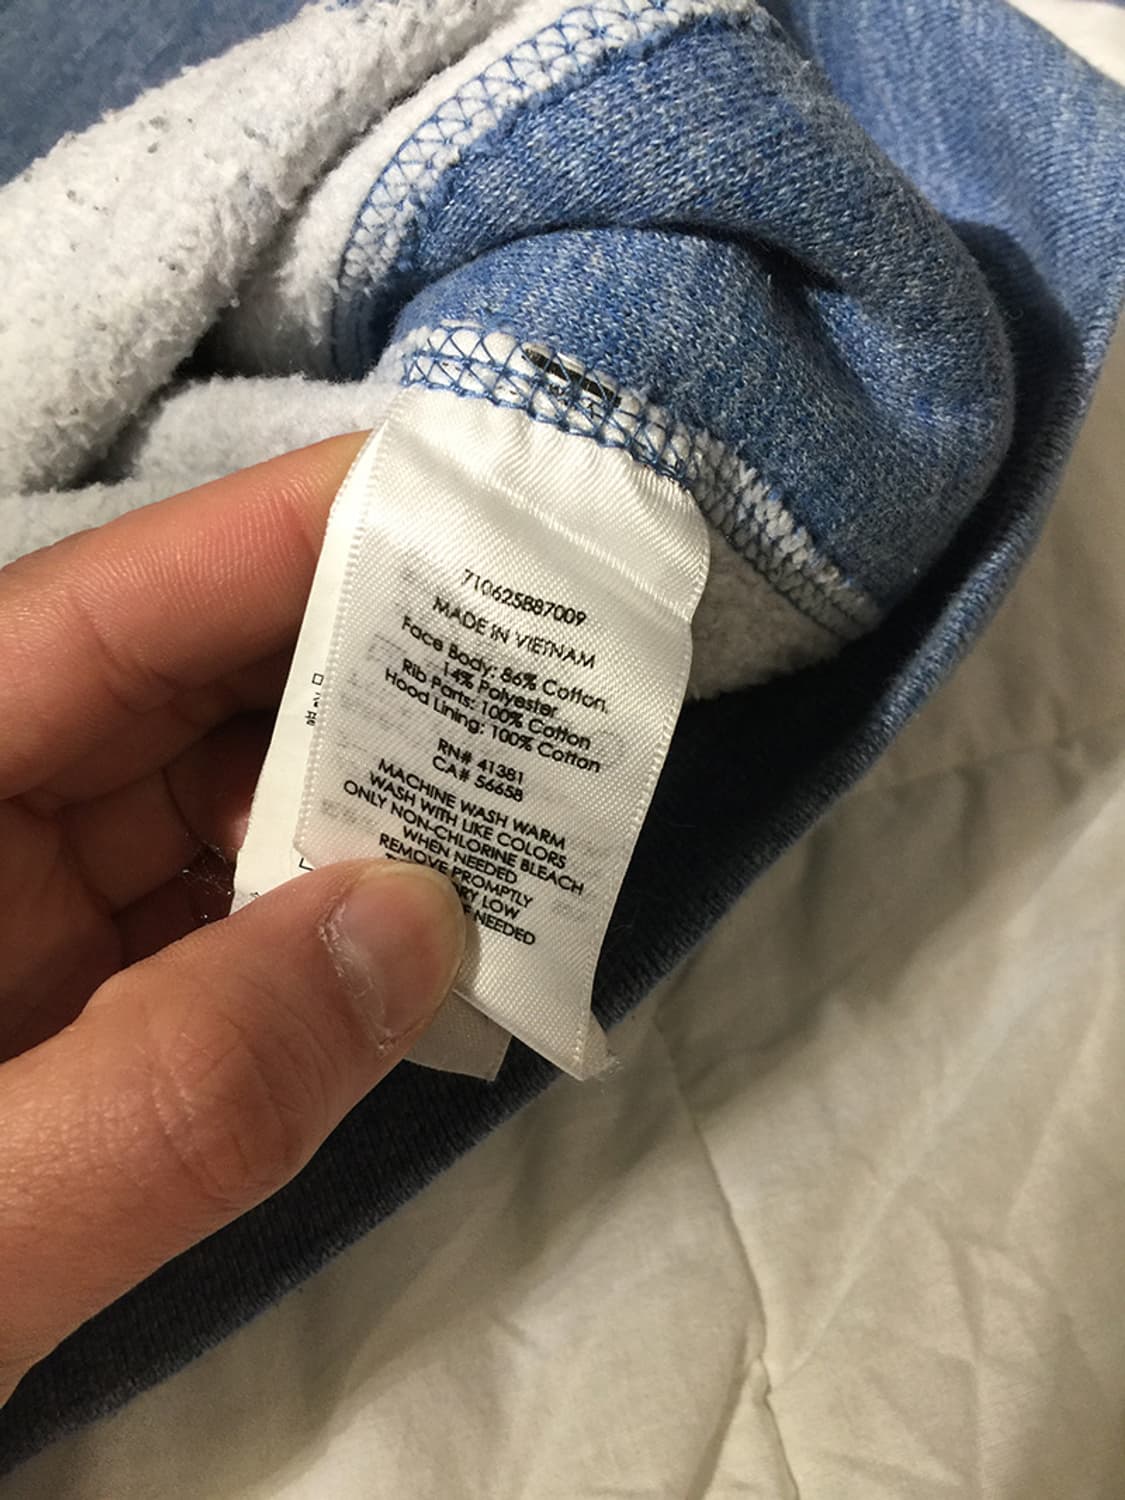 710625887009
MADE IN VIETNAM
Face Body: 86% Cotton,
14% Polyester
Rib Parts: 100% Cotton
Hood Lining: 100% Cotton
RN# 41381
CA# 56658
MACHINE WASH WARM
WASH WITH LIKE COLORS
ONLY NON-CHLORINE BLEACH
WHEN NEEDED
REMOVE PROMPTLY
LOW
NEEDED